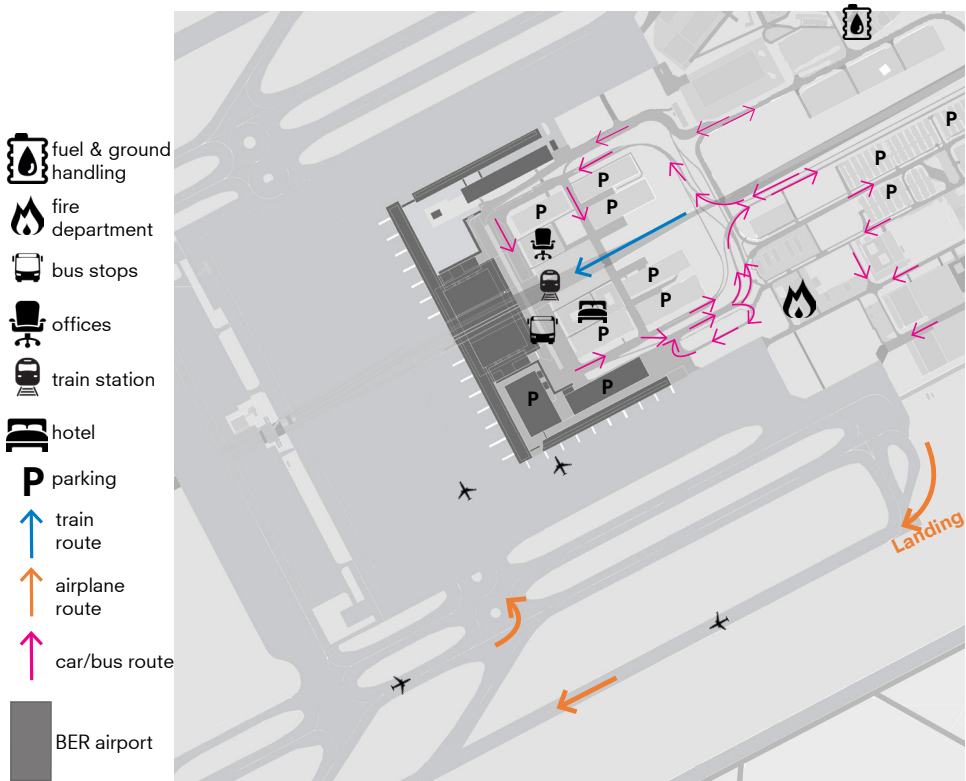 fuel & ground
handling
fire
department
bus stops
offices
train station
hotel
P parking
train
route
airplane
route
car/bus route
BER airport
P
P
P
P
P
P
P
P
P
P
P
Landing